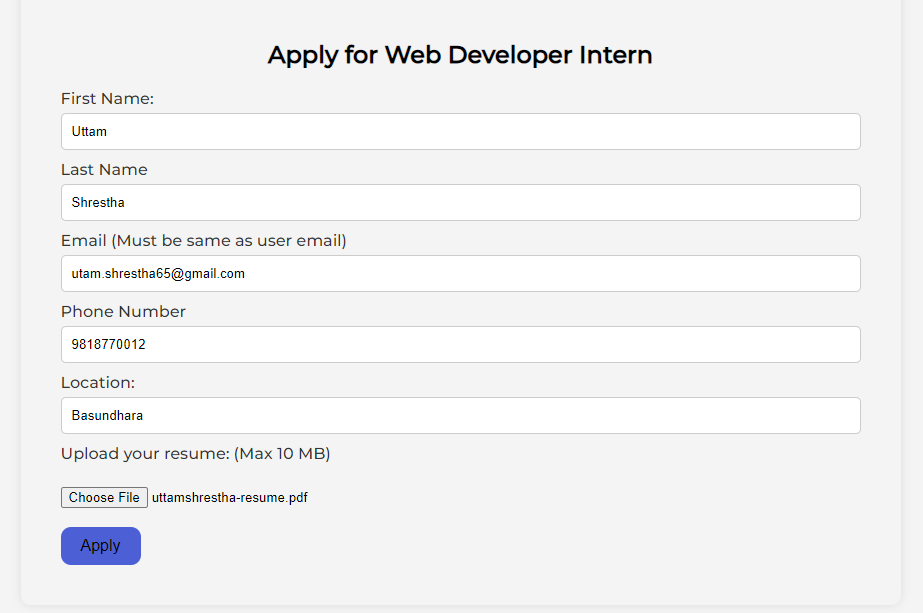 Apply for Web Developer Intern
First Name:
Uttam
Last Name
Shrestha
Email (Must be same as user email)
utam.shrestha65@gmail.com
Phone Number
9818770012
Location:
Basundhara
Upload your resume: (Max 10 MB)
Choose File uttamshrestha-resume.pdf
Apply